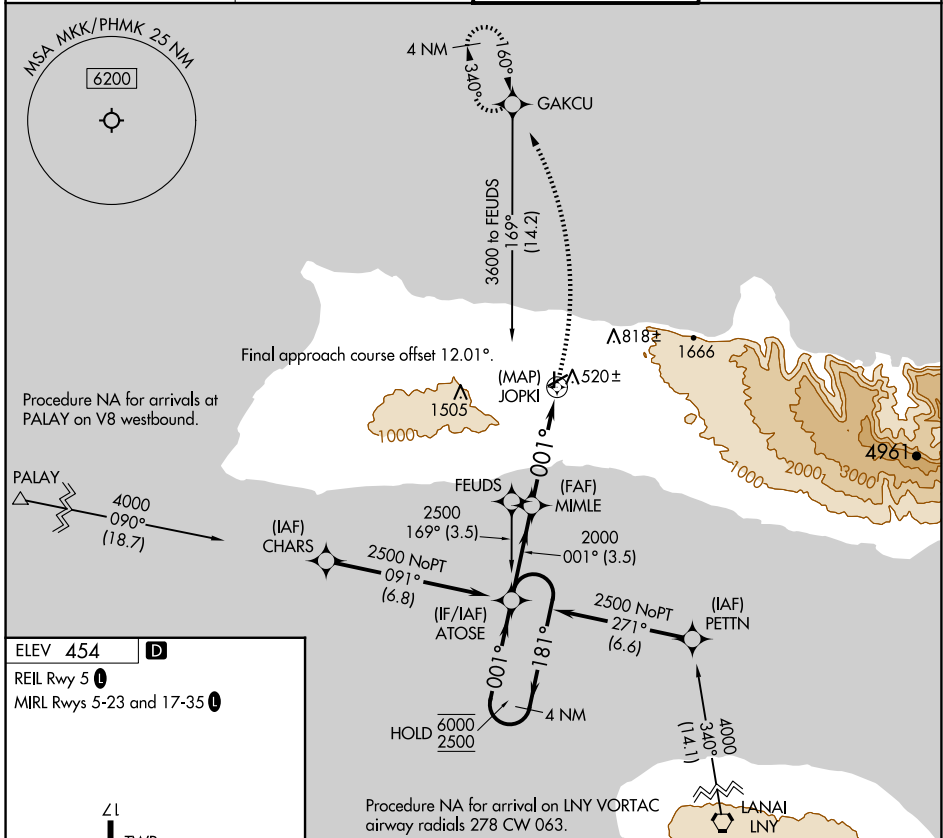 MSA MKK/PHMK 25 NM
6200
4 NM
340°
160°
GAKCU
3600 to FEUDS
169°
(14.2)
818±
1666
Final approach course offset 12.01°.
(MAP)
JOPKI
520±
1505
1000
Procedure NA for arrivals at
PALAY on V8 westbound.
4961
1000
2000
3000
001°
PALAY
4000
090°
(18.7)
FEUDS
(FAF)
MIMLE
2500
169° (3.5)
2000
001° (3.5)
(IAF)
CHARS
2500 NoPT
091°
(6.8)
(IF/IAF)
ATOSE
2500 NoPT
271°
(6.6)
(IAF)
PETTN
001°
181°
4 NM
HOLD
6000
2500
4000
340°
(14.1)
ELEV 454
D
REIL Rwy 5 L
MIRL Rwys 5-23 and 17-35 L
17
TWR
Procedure NA for arrival on LNY VORTAC
airway radials 278 CW 063.
LANAI
LNY